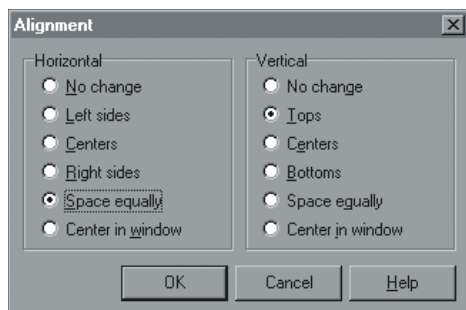 Alignment
Horizontal
No change
Left sides
Centers
Right sides
Space equally
Center in window
Vertical
No change
Tops
Centers
Bottoms
Space equally
Center in window
OK
Cancel
Help